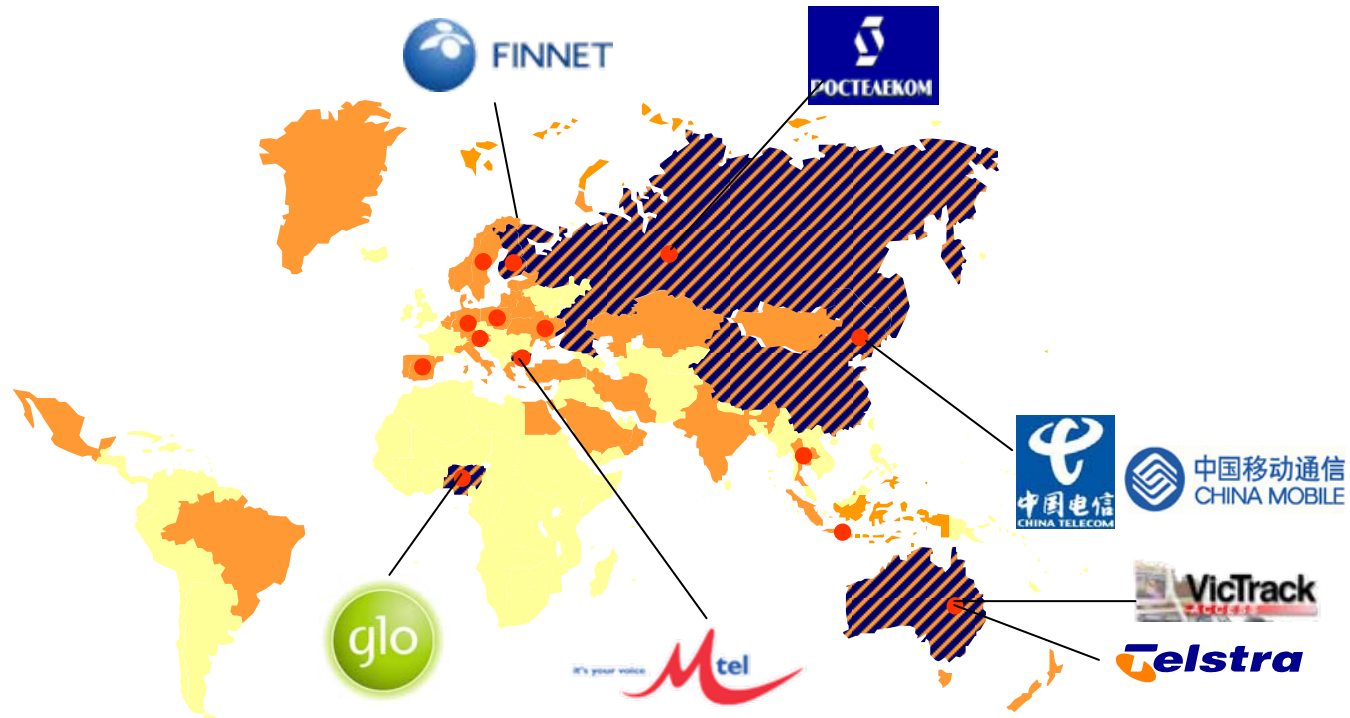 FINNET
РОСТЕЛЕКОМ
中国电信
CHINA TELECOM
中国移动通信
CHINA MOBILE
VicTrack
ACCESS
glo
it's your voice Mtel
Telstra